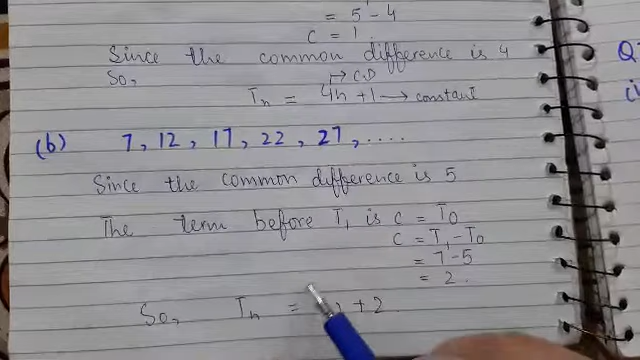 = 5 - 4
c = 1
Since the common difference is 4
So, → C.D
Tn = 4n + 1 → constant
(b) 7, 12, 17, 22, 27, ....
Since the common difference is 5
The term before T1 is c = T0
c = T1 - T0
= 7 - 5
= 2.
So, Tn = + 2
Q
(i